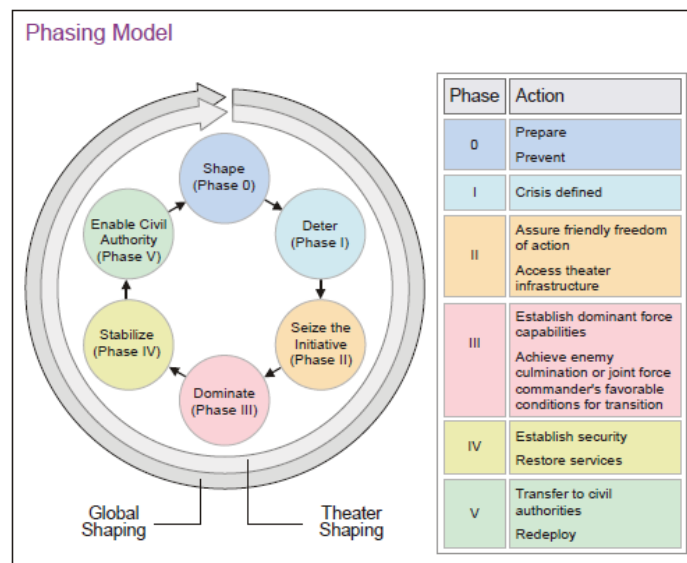 Phasing Model
Shape
(Phase 0)
Deter
(Phase I)
Seize the
Initiative
(Phase II)
Dominate
(Phase III)
Stabilize
(Phase IV)
Enable Civil
Authority
(Phase V)
Global
Shaping
Theater
Shaping
Phase Action
0
Prepare
Prevent
I
Crisis defined
II
Assure friendly freedom
of action
Access theater
infrastructure
III
Establish dominant force
capabilities
Achieve enemy
culmination or joint force
commander's favorable
conditions for transition
IV
Establish security
Restore services
V
Transfer to civil
authorities
Redeploy